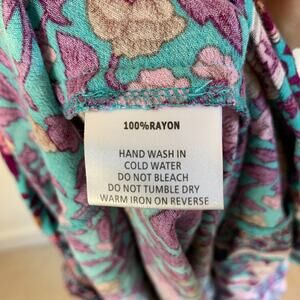 100%RAYON
HAND WASH IN
COLD WATER
DO NOT BLEACH
DO NOT TUMBLE DRY
WARM IRON ON REVERSE